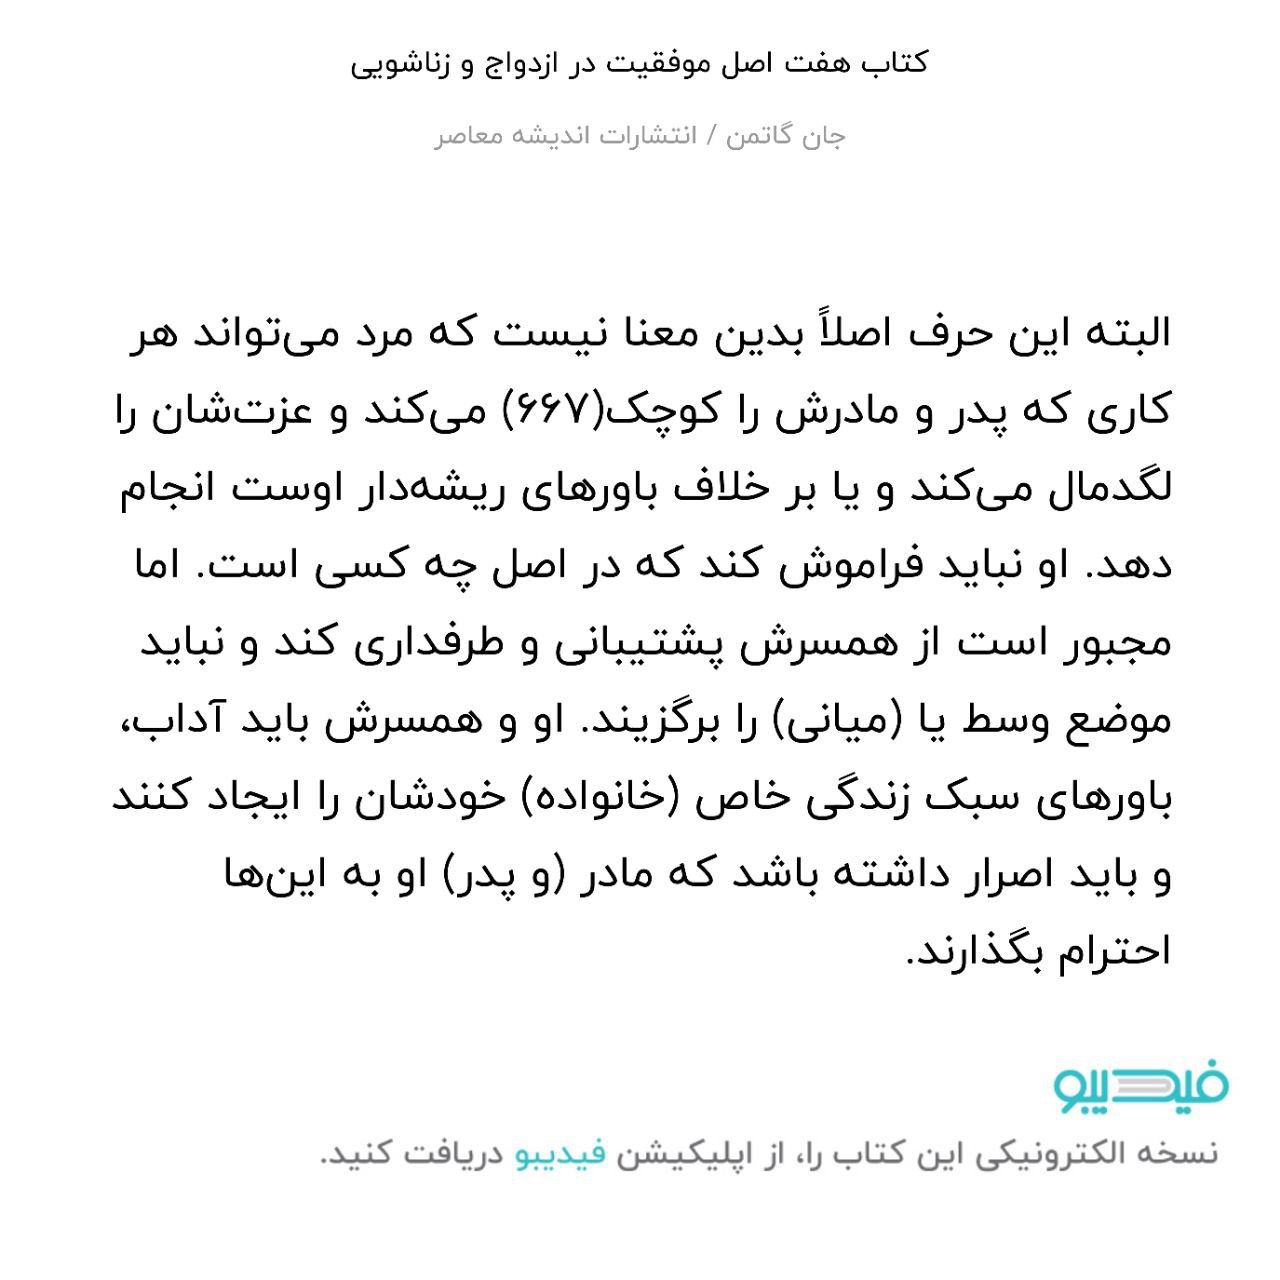 کتاب هفت اصل موفقیت در ازدواج و زناشویی
جان گاتمن / انتشارات اندیشه معاصر
البته این حرف اصلاً بدین معنا نیست که مرد می‌تواند هر
کاری که پدر و مادرش را کوچک(۶۶۷) می‌کند و عزت‌شان را
لگدمال می‌کند و یا بر خلاف باورهای ریشه‌دار اوست انجام
دهد. او نباید فراموش کند که در اصل چه کسی است. اما
مجبور است از همسرش پشتیبانی و طرفداری کند و نباید
موضع وسط یا (میانی) را برگزیند. او و همسرش باید آداب،
باورهای سبک زندگی خاص (خانواده) خودشان را ایجاد کنند
و باید اصرار داشته باشد که مادر (و پدر) او به این‌ها
احترام بگذارند.
فیدیبو
نسخه الکترونیکی این کتاب را، از اپلیکیشن فیدیبو دریافت کنید.